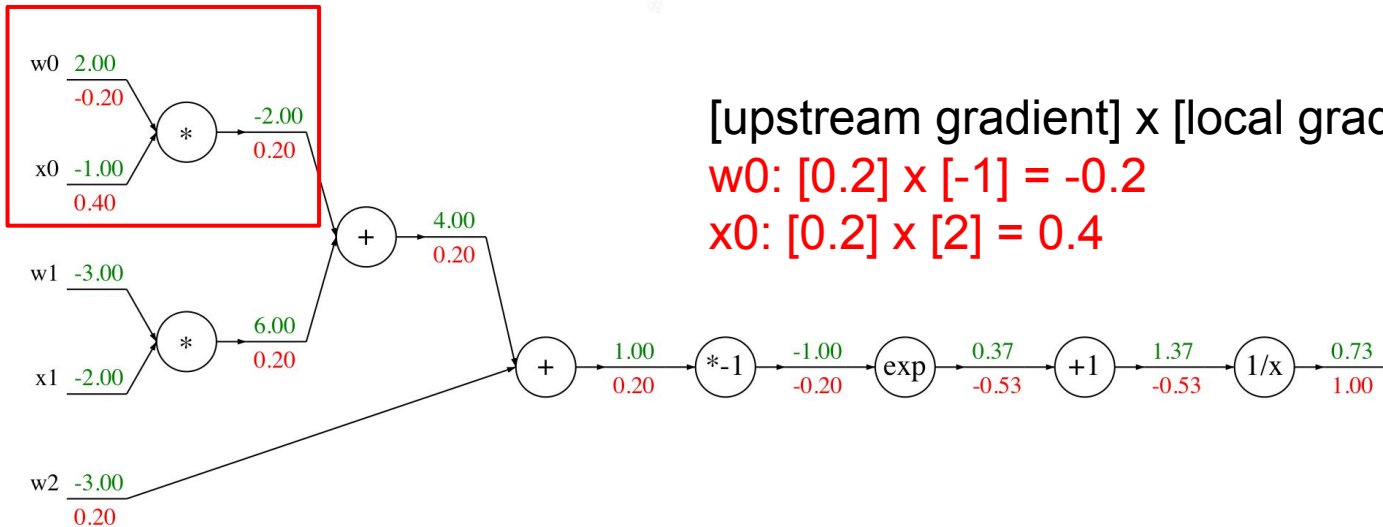 w0 2.00
-0.20
*
-2.00
0.20
x0 -1.00
0.40
[upstream gradient] x [local grad
w0: [0.2] x [-1] = -0.2
x0: [0.2] x [2] = 0.4
+
4.00
0.20
w1 -3.00
*
6.00
0.20
x1 -2.00
+
1.00
0.20
*-1
-1.00
-0.20
exp
0.37
-0.53
+1
1.37
-0.53
1/x
0.73
1.00
w2 -3.00
0.20